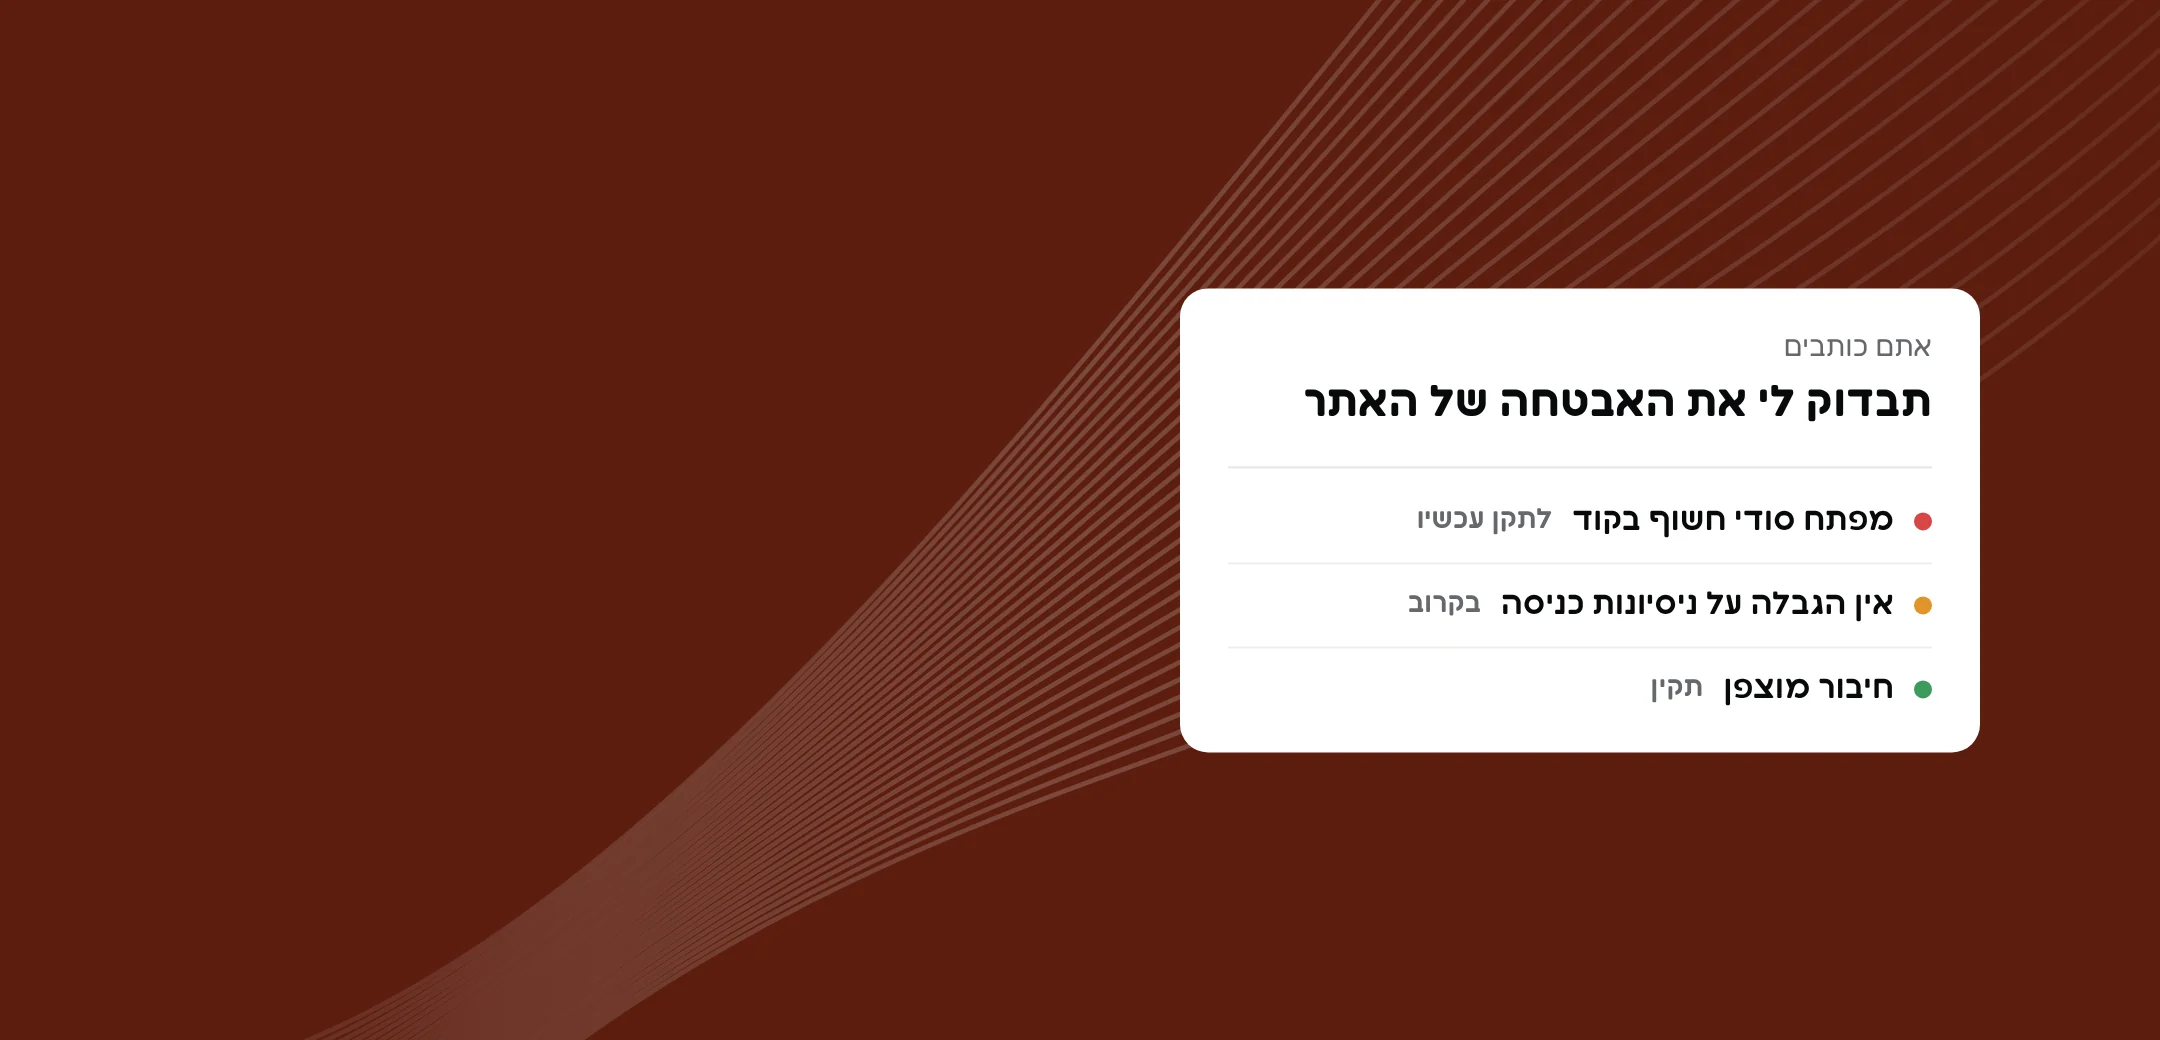 אתם כותבים
תבדוק לי את האבטחה של האתר
מפתח סודי חשוף בקוד לתקן עכשיו
אין הגבלה על ניסיונות כניסה בקרוב
חיבור מוצפן תקין